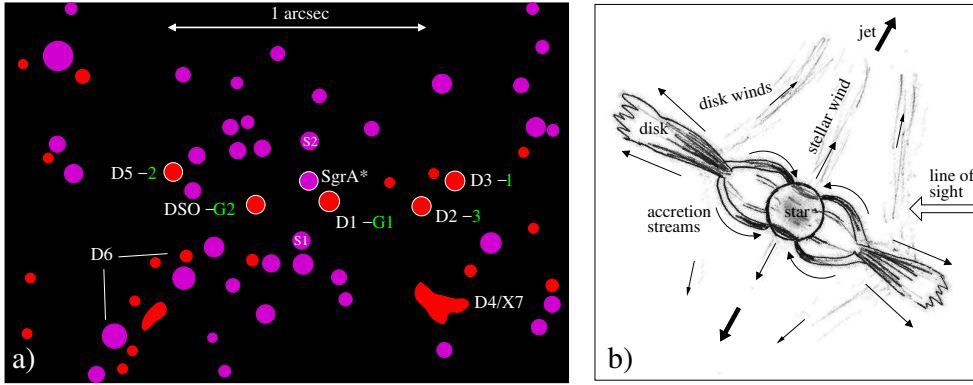 1 arcsec
S2
D5 –2
SgrA*
D3 –1
DSO –G2
D1 –G1
D2 –3
S1
D6
D4/X7
a)
jet
disk winds
stellar wind
disk
line of
sight
star
accretion
streams
b)